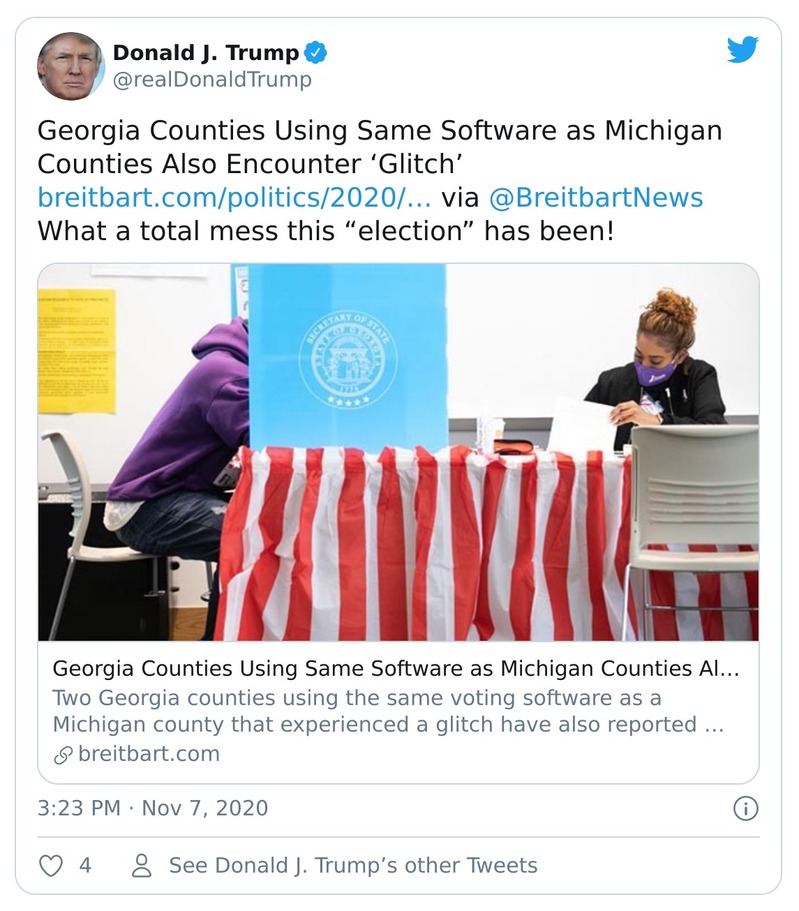 Donald J. Trump
@realDonaldTrump
Georgia Counties Using Same Software as Michigan
Counties Also Encounter ‘Glitch’
breitbart.com/politics/2020/… via @BreitbartNews
What a total mess this “election” has been!
SECRETARY OF STATE
STATE OF GEORGIA
1776
Georgia Counties Using Same Software as Michigan Counties Al…
Two Georgia counties using the same voting software as a
Michigan county that experienced a glitch have also reported …
breitbart.com
3:23 PM · Nov 7, 2020
4 See Donald J. Trump’s other Tweets